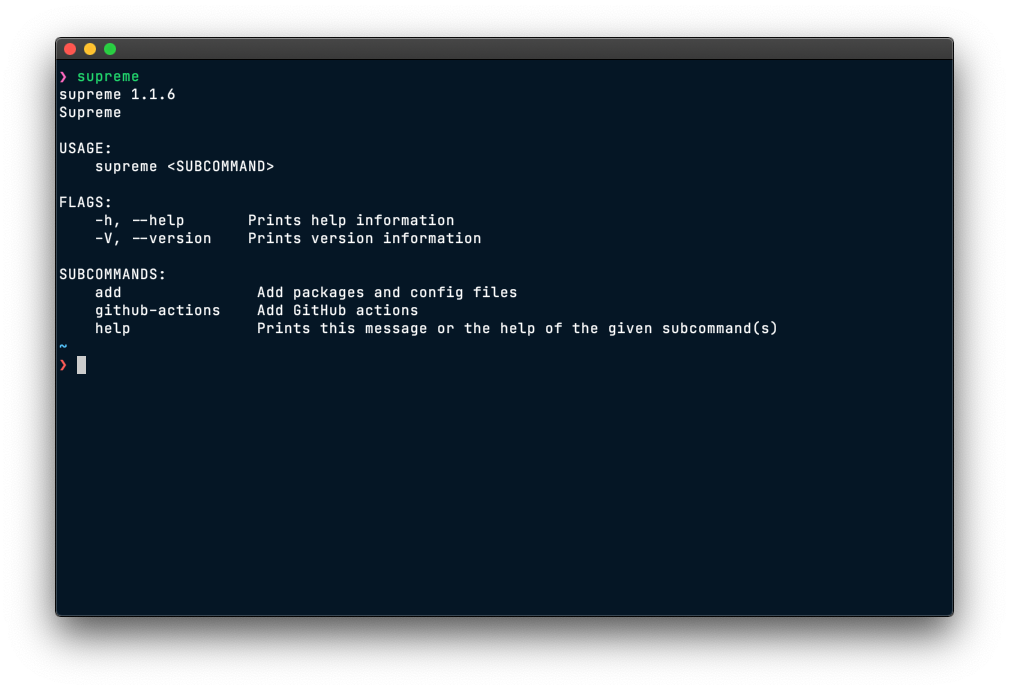 ❯ supreme
supreme 1.1.6
Supreme

USAGE:
    supreme <SUBCOMMAND>

FLAGS:
    -h, --help       Prints help information
    -V, --version    Prints version information

SUBCOMMANDS:
    add               Add packages and config files
    github-actions    Add GitHub actions
    help              Prints this message or the help of the given subcommand(s)
~
❯